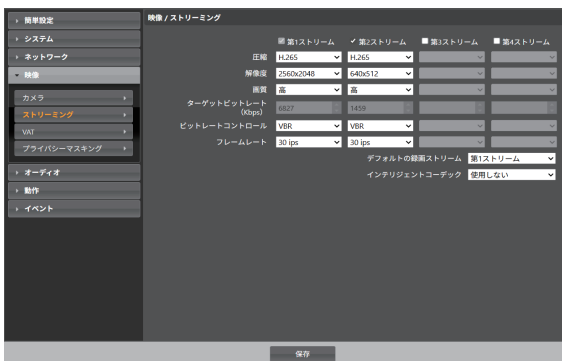 簡単設定
システム
ネットワーク
映像
カメラ
ストリーミング
VAT
プライバシーマスキング
オーディオ
動作
イベント
映像 / ストリーミング
第1ストリーム 第2ストリーム 第3ストリーム 第4ストリーム
圧縮 H.265 H.265
解像度 2560x2048 640x512
画質 高 高
ターゲットビットレート
(Kbps) 6827 1459
ビットレートコントロール VBR VBR
フレームレート 30 ips 30 ips
デフォルトの録画ストリーム 第1ストリーム
インテリジェントコーデック 使用しない
保存